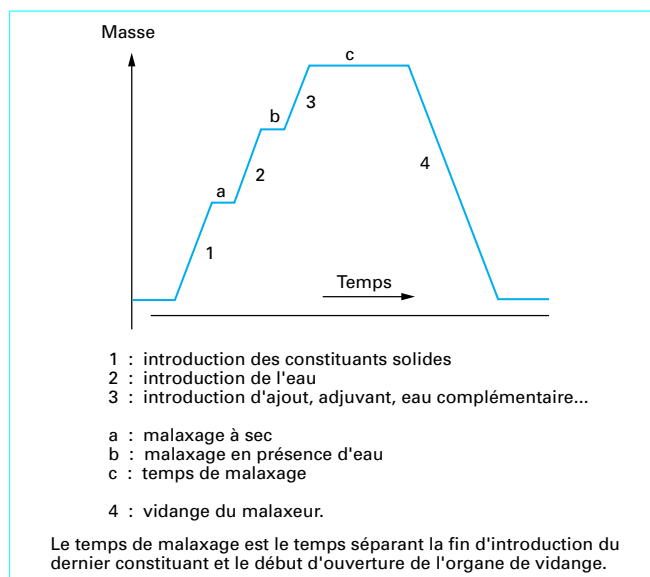 Masse
c
3
b
2
4
a
1
Temps
1 : introduction des constituants solides
2 : introduction de l'eau
3 : introduction d'ajout, adjuvant, eau complémentaire...
a : malaxage à sec
b : malaxage en présence d'eau
c : temps de malaxage
4 : vidange du malaxeur.
Le temps de malaxage est le temps séparant la fin d'introduction du
dernier constituant et le début d'ouverture de l'organe de vidange.